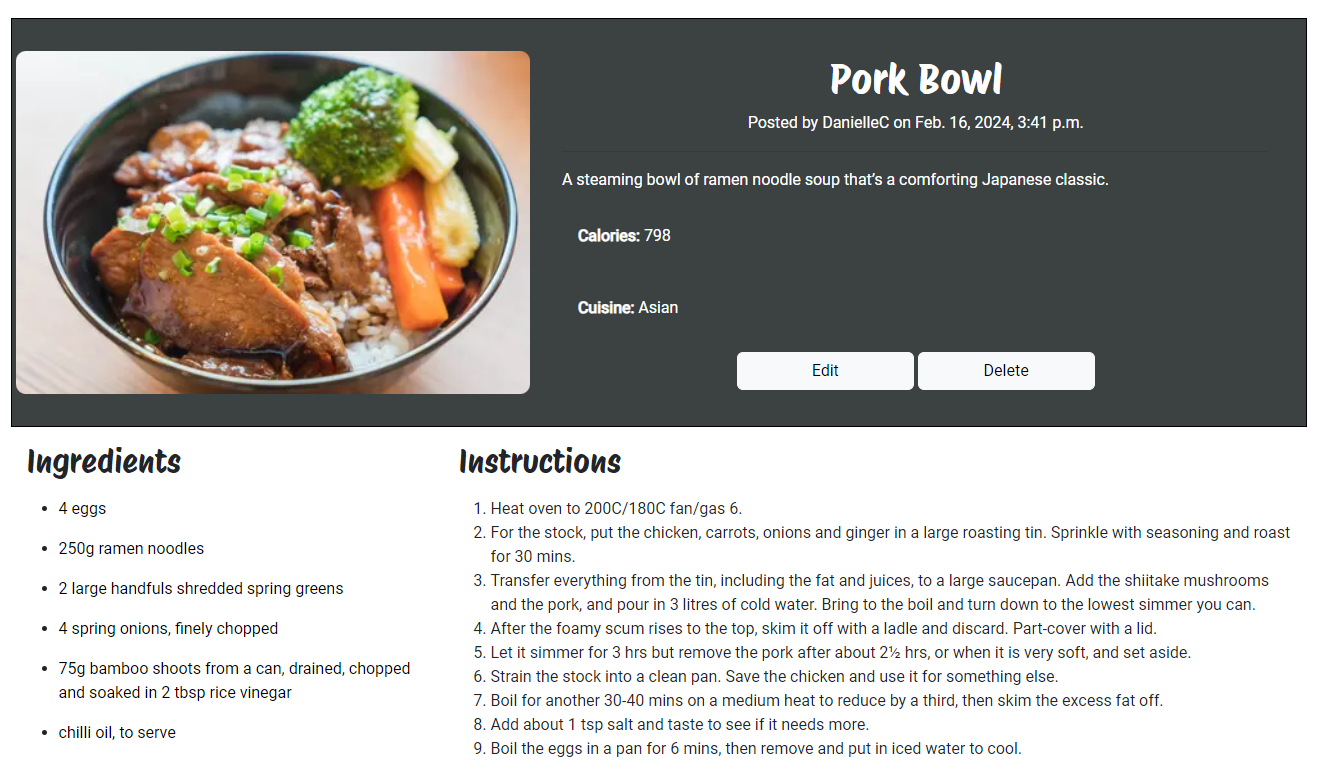 Pork Bowl
Posted by DanielleC on Feb. 16, 2024, 3:41 p.m.
A steaming bowl of ramen noodle soup that's a comforting Japanese classic.
Calories: 798
Cuisine: Asian
Edit
Delete
Ingredients
• 4 eggs
• 250g ramen noodles
• 2 large handfuls shredded spring greens
• 4 spring onions, finely chopped
• 75g bamboo shoots from a can, drained, chopped
and soaked in 2 tbsp rice vinegar
• chilli oil, to serve
Instructions
1. Heat oven to 200C/180C fan/gas 6.
2. For the stock, put the chicken, carrots, onions and ginger in a large roasting tin. Sprinkle with seasoning and roast
for 30 mins.
3. Transfer everything from the tin, including the fat and juices, to a large saucepan. Add the shiitake mushrooms
and the pork, and pour in 3 litres of cold water. Bring to the boil and turn down to the lowest simmer you can.
4. After the foamy scum rises to the top, skim it off with a ladle and discard. Part-cover with a lid.
5. Let it simmer for 3 hrs but remove the pork after about 2½ hrs, or when it is very soft, and set aside.
6. Strain the stock into a clean pan. Save the chicken and use it for something else.
7. Boil for another 30-40 mins on a medium heat to reduce by a third, then skim the excess fat off.
8. Add about 1 tsp salt and taste to see if it needs more.
9. Boil the eggs in a pan for 6 mins, then remove and put in iced water to cool.